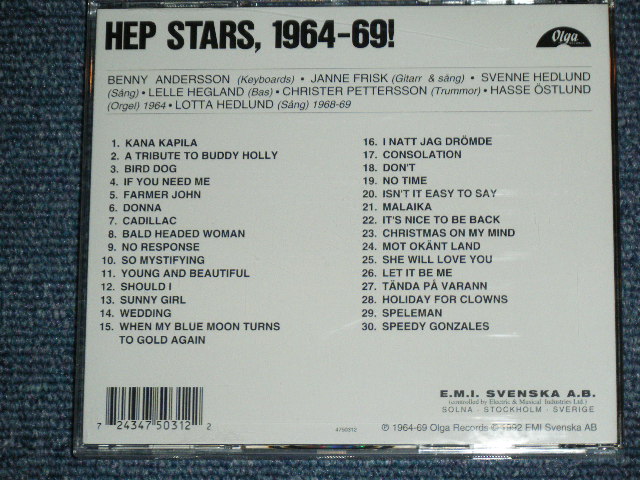 HEP STARS, 1964-69!
Olga
BENNY ANDERSSON (Keyboards) • JANNE FRISK (Gitarr & sång) • SVENNE HEDLUND
(Sång) • LELLE HEGLAND (Bas) • CHRISTER PETTERSSON (Trummor) • HASSE ÖSTLUND
(Orgel) 1964 • LOTTA HEDLUND (Sång) 1968-69
1. KANA KAPILA
2. A TRIBUTE TO BUDDY HOLLY
3. BIRD DOG
4. IF YOU NEED ME
5. FARMER JOHN
6. DONNA
7. CADILLAC
8. BALD HEADED WOMAN
9. NO RESPONSE
10. SO MYSTIFYING
11. YOUNG AND BEAUTIFUL
12. SHOULD I
13. SUNNY GIRL
14. WEDDING
15. WHEN MY BLUE MOON TURNS
TO GOLD AGAIN
16. I NATT JAG DRÖMDE
17. CONSOLATION
18. DON'T
19. NO TIME
20. ISN'T IT EASY TO SAY
21. MALAIKA
22. IT'S NICE TO BE BACK
23. CHRISTMAS ON MY MIND
24. MOT OKÄNT LAND
25. SHE WILL LOVE YOU
26. LET IT BE ME
27. TÄNDA PÅ VARANN
28. HOLIDAY FOR CLOWNS
29. SPELEMAN
30. SPEEDY GONZALES
7 24347 50312 2
4750312
E.M.I. SVENSKA A.B.
(controlled by Electric & Musical Industries Ltd.)
SOLNA - STOCKHOLM - SVERIGE
℗ 1964-69 Olga Records © 1992 EMI Svenska AB